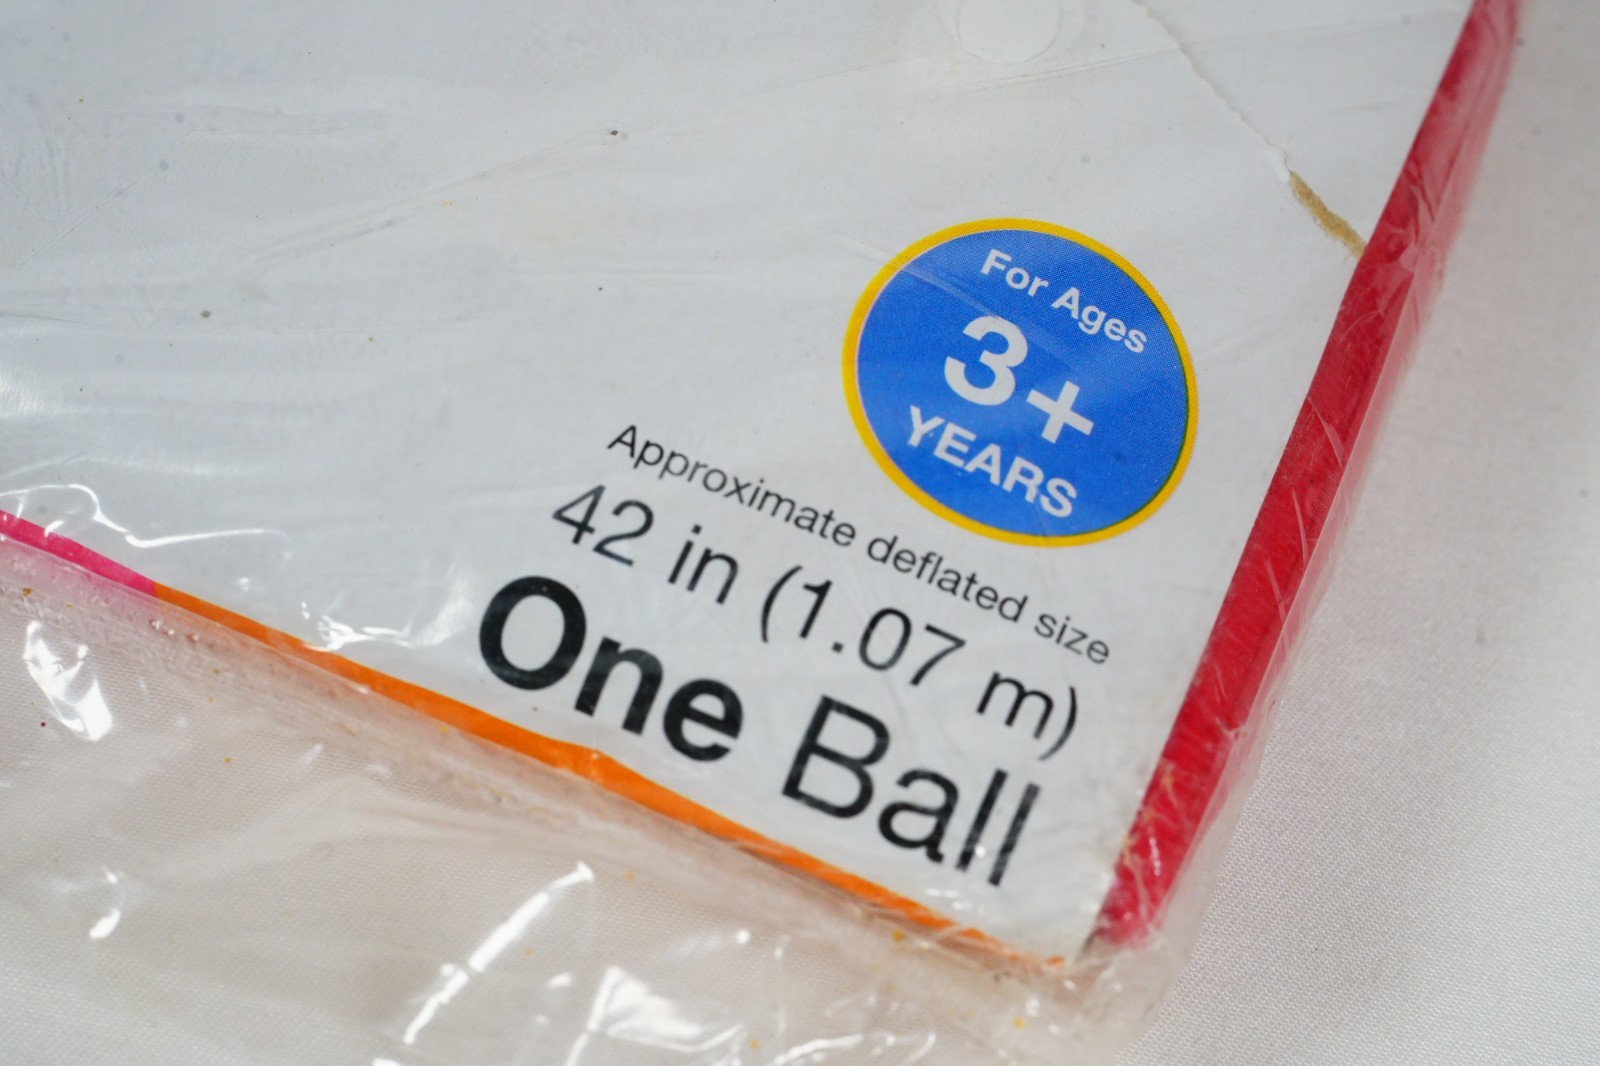 For Ages
3+
YEARS
Approximate deflated size
42 in (1.07 m)
One Ball